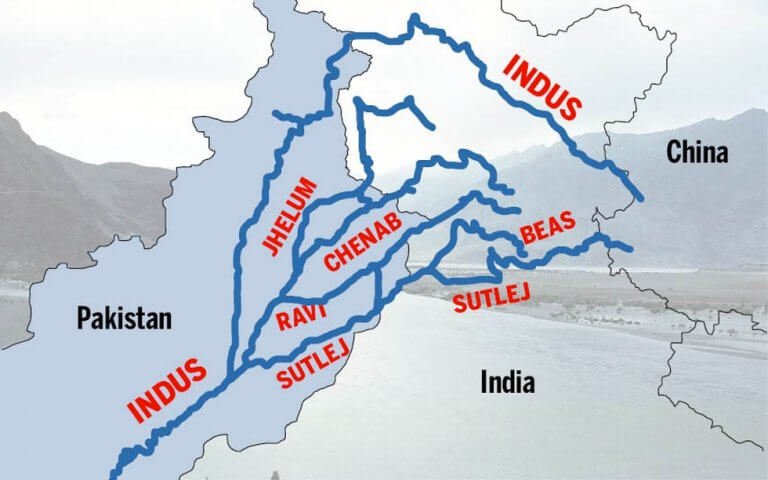 INDUS
China
JHELUM
CHENAB
BEAS
SUTLEJ
RAVI
Pakistan
SUTLEJ
INDUS
India